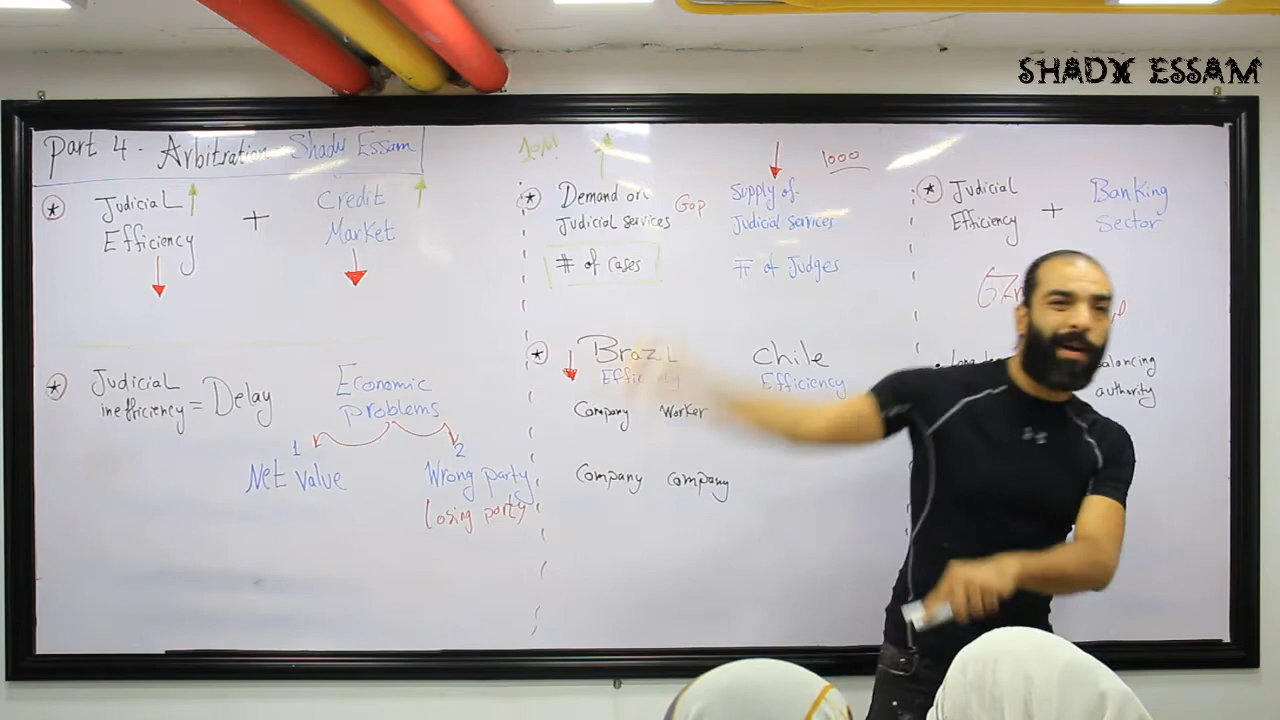 SHADY ESSAM
Part 4 - Arbitration Shady Essam
Judicial
Efficiency
+
Credit
Market
Judicial
inefficiency = Delay
Economic
problems
1
Net value
2
Wrong party
losing party
10M
Demand on
Judicial services
# of cases
Gap
1000
Supply of
Judicial services
# of Judges
Brazil
Efficiency
Company Worker
Company company
Chile
Efficiency
Judicial
Efficiency
+
Banking
Sector
balancing
authority